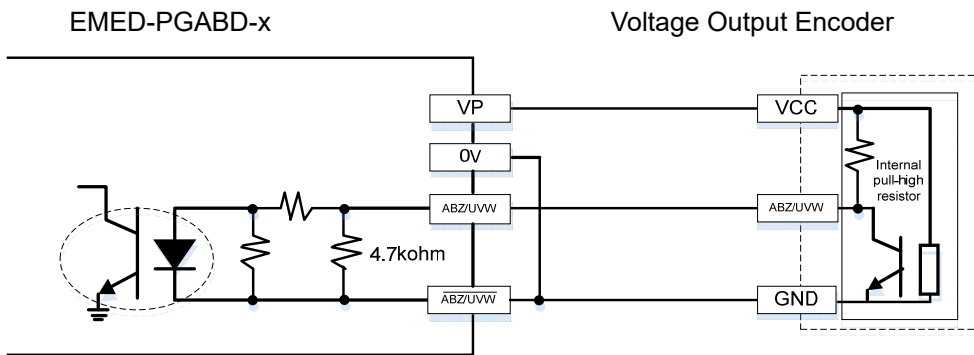 EMED-PGABD-x
Voltage Output Encoder
VP
VCC
0V
Internal
pull-high
resistor
ABZ/UVW
ABZ/UVW
4.7kohm
ABZ/UVW
GND